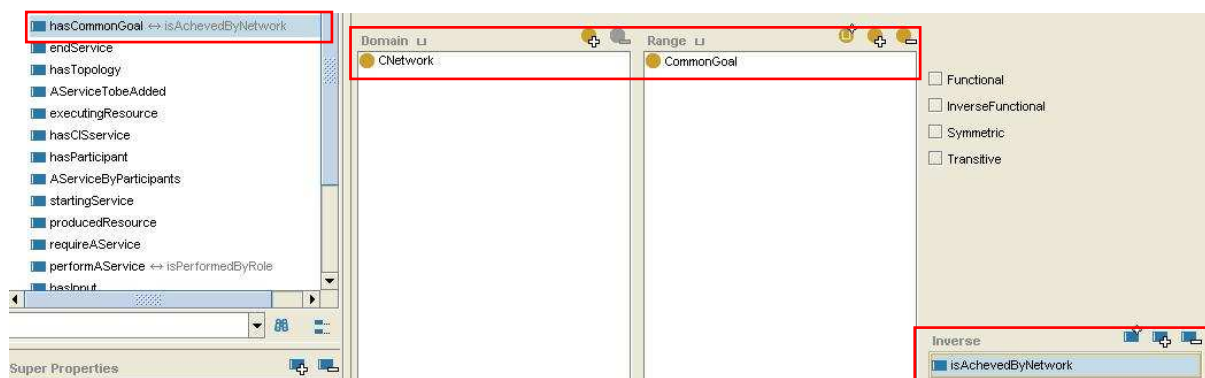 hasCommonGoal ↔ isAchevedByNetwork
endService
hasTopology
AServiceTobeAdded
executingResource
hasCISservice
hasParticipant
AServiceByParticipants
startingService
producedResource
requireAService
performAService ↔ isPerformedByRole
hasInput
Super Properties
Domain ⊔
CNetwork
Range ⊔
CommonGoal
Functional
InverseFunctional
Symmetric
Transitive
Inverse
isAchevedByNetwork